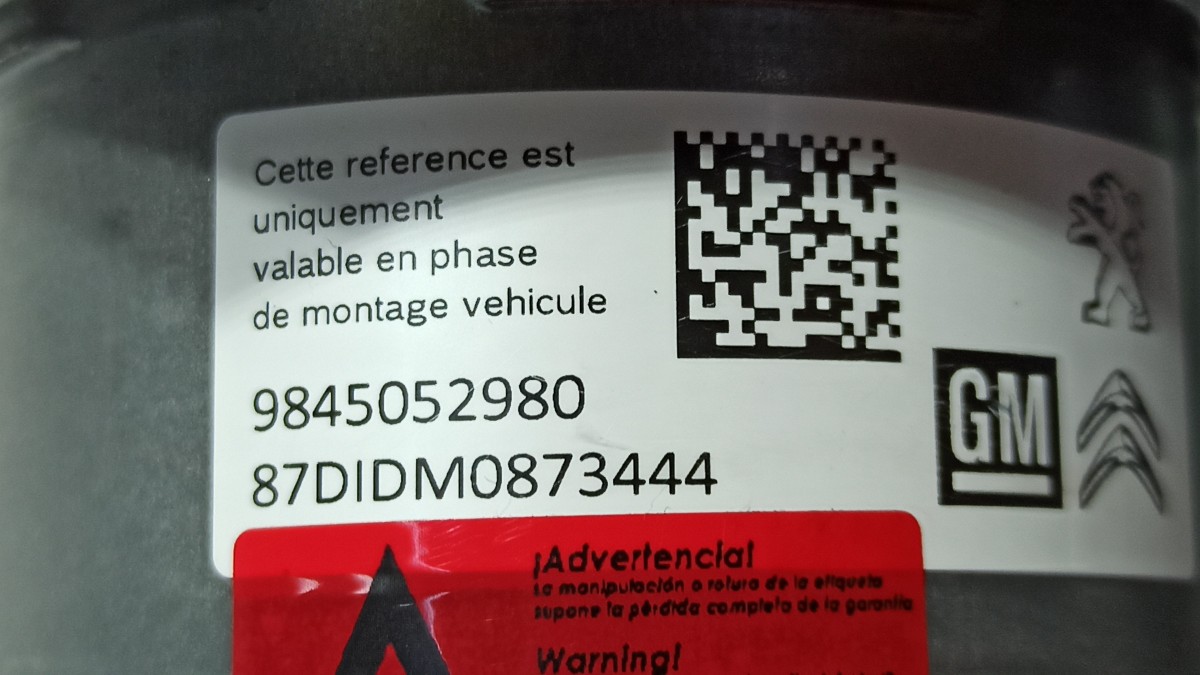 Cette reference est
uniquement
valable en phase
de montage vehicule
9845052980
87DIDM0873444
GM
¡Advertencia!
La manipulación o rotura de la etiqueta
supone la pérdida completa de la garantía
Warning!